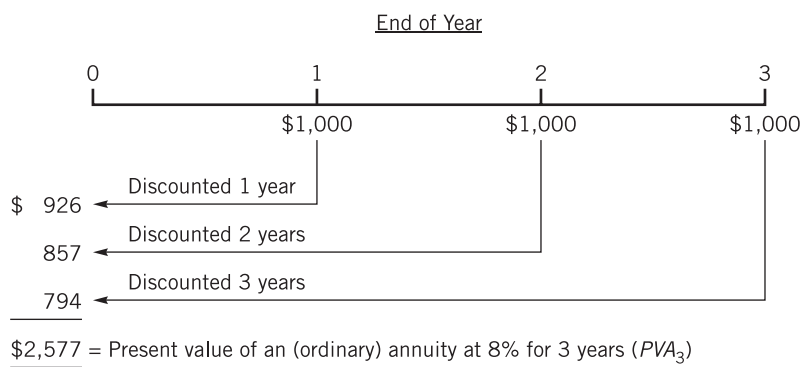 End of Year
0 1 2 3
$1,000 $1,000 $1,000
Discounted 1 year
$ 926
Discounted 2 years
857
Discounted 3 years
794
$2,577 = Present value of an (ordinary) annuity at 8% for 3 years (PVA₃)